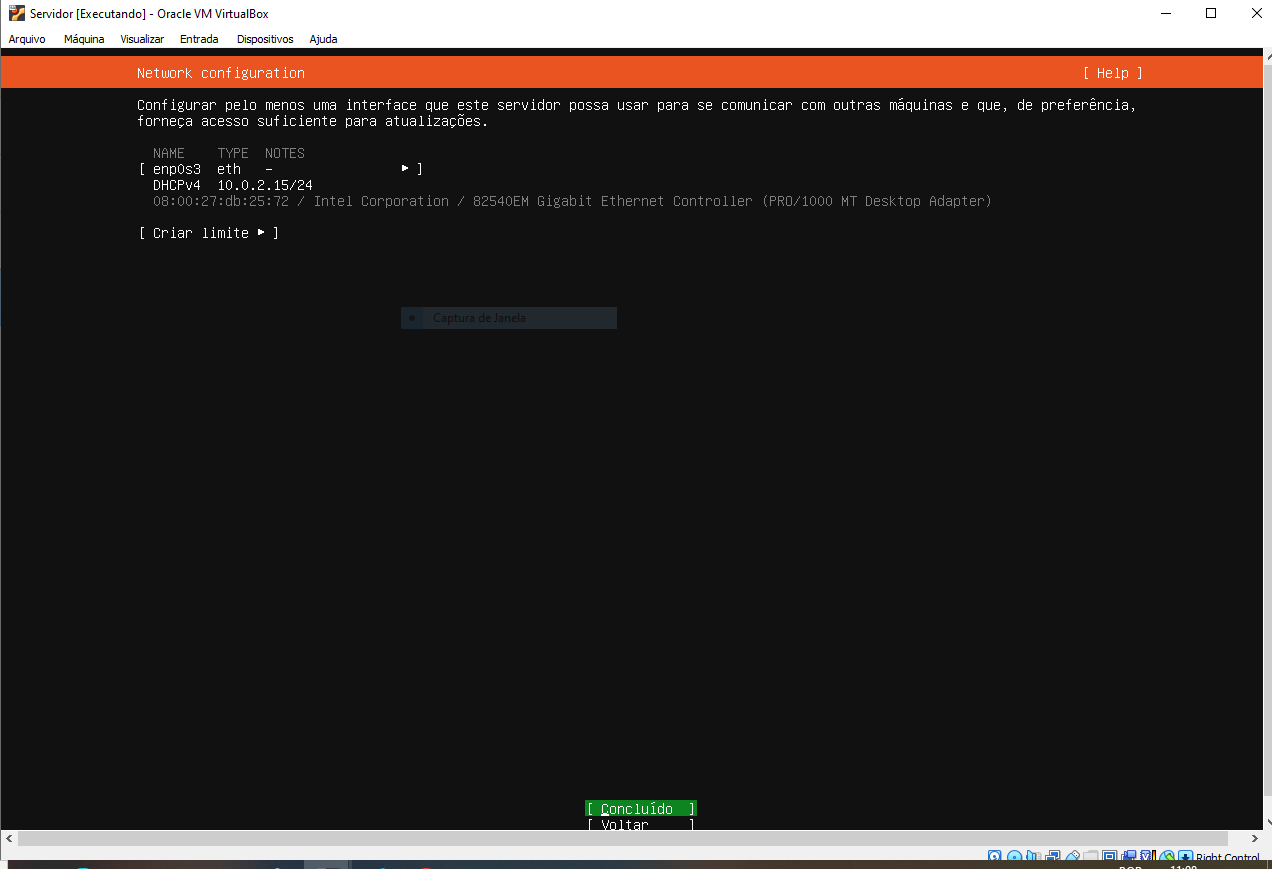 Servidor [Executando] - Oracle VM VirtualBox
Arquivo Máquina Visualizar Entrada Dispositivos Ajuda
Network configuration [ Help ]
Configurar pelo menos uma interface que este servidor possa usar para se comunicar com outras máquinas e que, de preferência,
forneça acesso suficiente para atualizações.
NAME TYPE NOTES
[ enp0s3 eth - ▸ ]
DHCPv4 10.0.2.15/24
08:00:27:db:25:72 / Intel Corporation / 82540EM Gigabit Ethernet Controller (PRO/1000 MT Desktop Adapter)
[ Criar limite ▸ ]
Captura de Janela
[ Concluído ]
[ Voltar ]
Right Control